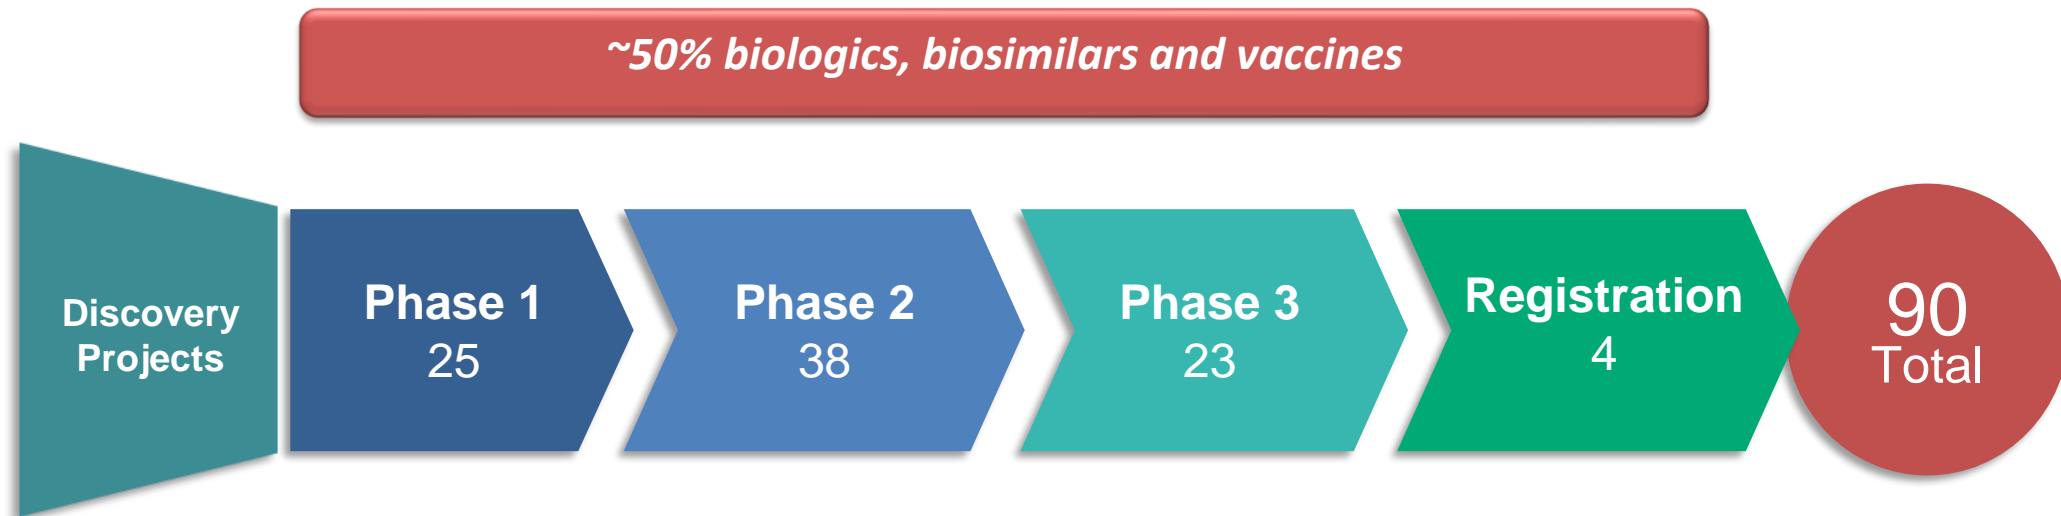 ~50% biologics, biosimilars and vaccines
Discovery
Projects
Phase 1
25
Phase 2
38
Phase 3
23
Registration
4
90
Total